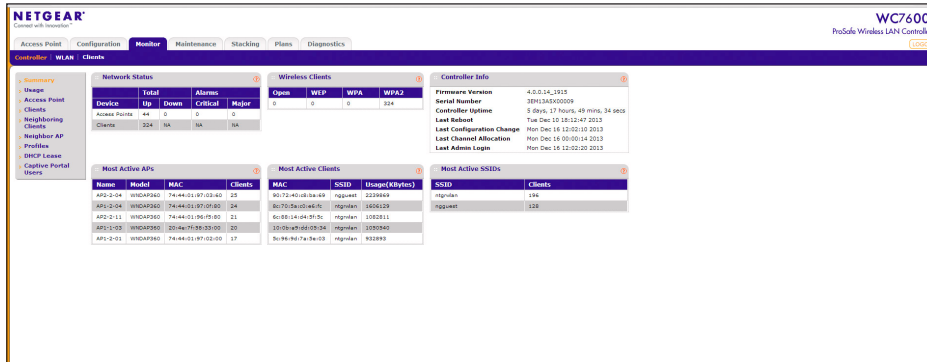 NETGEAR®
Connect with Innovation™
WC7600
ProSafe Wireless LAN Controlle
Access Point Configuration Monitor Maintenance Stacking Plans Diagnostics
LOGO
Controller WLAN Clients
Summary
Usage
Access Point
Clients
Neighboring
Clients
Neighbor AP
Profiles
DHCP Lease
Captive Portal
Users
Network Status
Total Alarms
Device Up Down Critical Major
Access Points 44 0 0 0
Clients 324 NA NA NA
Wireless Clients
Open WEP WPA WPA2
0 0 0 324
Controller Info
Firmware Version 4.0.0.14_1915
Serial Number 3EM13A5X00009
Controller Uptime 5 days, 17 hours, 49 mins, 34 secs
Last Reboot Tue Dec 10 18:12:47 2013
Last Configuration Change Mon Dec 16 12:02:10 2013
Last Channel Allocation Mon Dec 16 00:00:14 2013
Last Admin Login Mon Dec 16 12:02:20 2013
Most Active APs
Name Model MAC Clients
AP2-2-04 WNDAP360 74:44:01:97:03:60 25
AP1-2-04 WNDAP360 74:44:01:97:0f:80 24
AP2-2-11 WNDAP360 74:44:01:96:f5:80 21
AP1-1-03 WNDAP360 20:4e:7f:58:33:00 20
AP1-2-01 WNDAP360 74:44:01:97:02:00 17
Most Active Clients
MAC SSID Usage(KBytes)
90:72:40:c8:ba:69 ngguest 2239869
8c:70:5a:c0:e6:fc ntgrwlan 1606129
6c:88:14:d4:5f:5c ntgrwlan 1082811
10:0b:a9:dd:09:34 ntgrwlan 1050940
5c:96:9d:7a:5e:03 ntgrwlan 932893
Most Active SSIDs
SSID Clients
ntgrwlan 196
ngguest 128